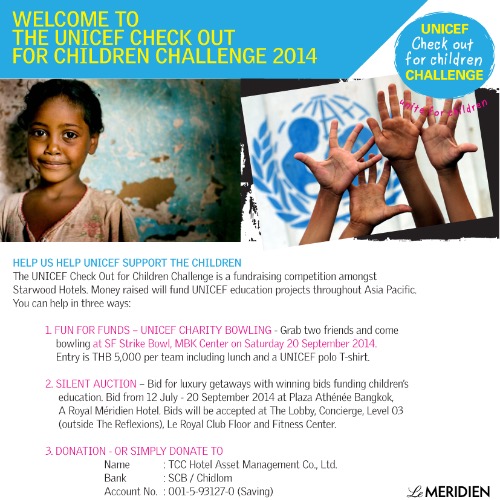 WELCOME TO
THE UNICEF CHECK OUT
FOR CHILDREN CHALLENGE 2014
UNICEF
Check out
for children
CHALLENGE
unite for children
HELP US HELP UNICEF SUPPORT THE CHILDREN
The UNICEF Check Out for Children Challenge is a fundraising competition amongst
Starwood Hotels. Money raised will fund UNICEF education projects throughout Asia Pacific.
You can help in three ways:
1. FUN FOR FUNDS – UNICEF CHARITY BOWLING - Grab two friends and come
bowling at SF Strike Bowl, MBK Center on Saturday 20 September 2014.
Entry is THB 5,000 per team including lunch and a UNICEF polo T-shirt.
2. SILENT AUCTION – Bid for luxury getaways with winning bids funding children's
education. Bid from 12 July - 20 September 2014 at Plaza Athénée Bangkok,
A Royal Méridien Hotel. Bids will be accepted at The Lobby, Concierge, Level 03
(outside The Reflexions), Le Royal Club Floor and Fitness Center.
3. DONATION - OR SIMPLY DONATE TO
Name : TCC Hotel Asset Management Co., Ltd.
Bank : SCB / Chidlom
Account No. : 001-5-93127-0 (Saving)
Le MERIDIEN